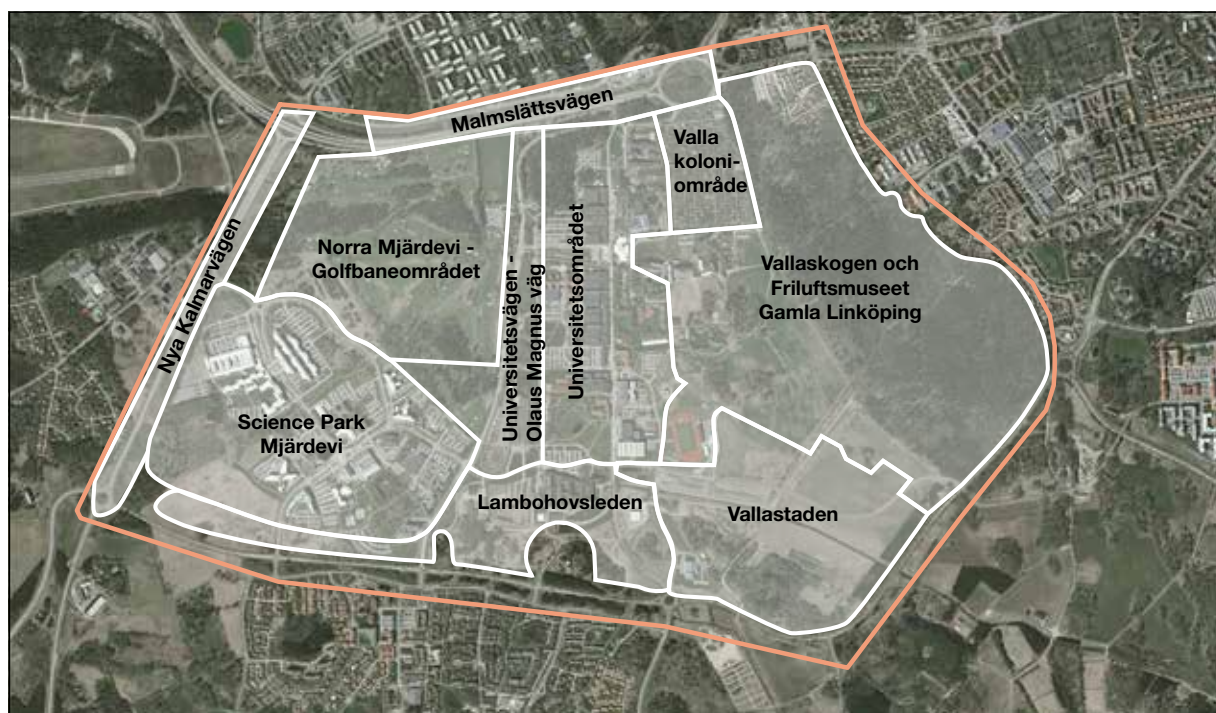 Malmslättsvägen
Valla
koloni-
område
Nya Kalmarvägen
Norra Mjärdevi -
Golfbaneområdet
Universitetsvägen -
Olaus Magnus väg
Universitetsområdet
Vallaskogen och
Friluftsmuseet
Gamla Linköping
Science Park
Mjärdevi
Lambohovsleden
Vallastaden